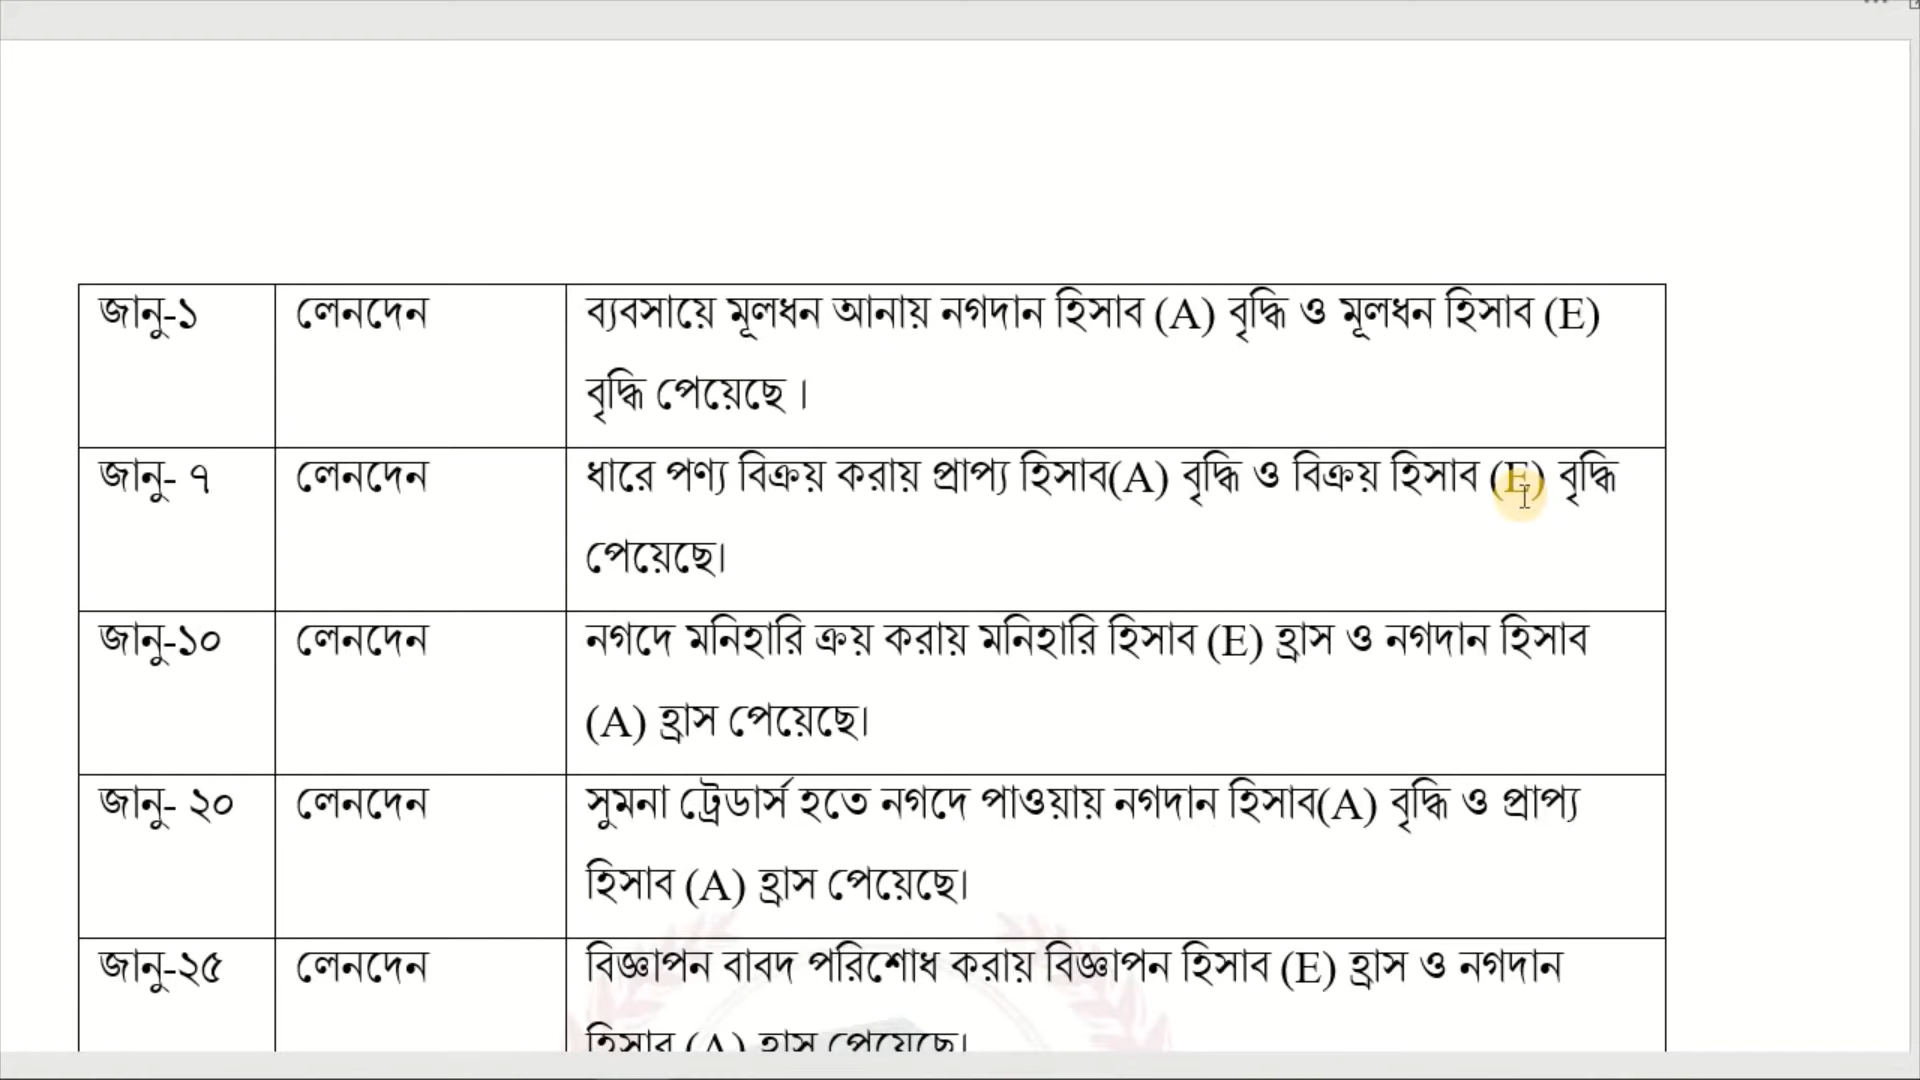 জানু-১ লেনদেন ব্যবসায়ে মূলধন আনায় নগদান হিসাব (A) বৃদ্ধি ও মূলধন হিসাব (E)
বৃদ্ধি পেয়েছে ।
জানু- ৭ লেনদেন ধারে পণ্য বিক্রয় করায় প্রাপ্য হিসাব(A) বৃদ্ধি ও বিক্রয় হিসাব (E) বৃদ্ধি
পেয়েছে।
জানু-১০ লেনদেন নগদে মনিহারি ক্রয় করায় মনিহারি হিসাব (E) হ্রাস ও নগদান হিসাব
(A) হ্রাস পেয়েছে।
জানু- ২০ লেনদেন সুমনা ট্রেডার্স হতে নগদে পাওয়ায় নগদান হিসাব(A) বৃদ্ধি ও প্রাপ্য
হিসাব (A) হ্রাস পেয়েছে।
জানু-২৫ লেনদেন বিজ্ঞাপন বাবদ পরিশোধ করায় বিজ্ঞাপন হিসাব (E) হ্রাস ও নগদান
হিসাব (A) হ্রাস পেয়েছে।